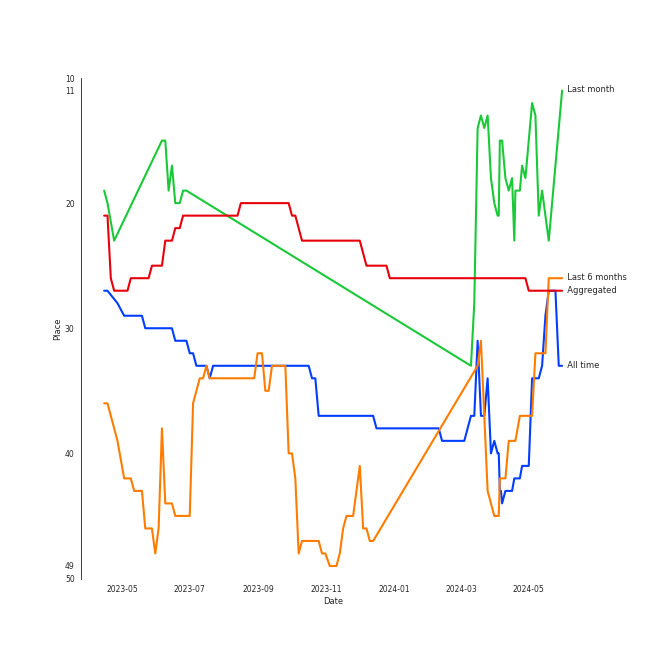 10
11
20
30
40
49
50
Place
Last month
Last 6 months
Aggregated
All time
2023-05
2023-07
2023-09
2023-11
2024-01
2024-03
2024-05
Date